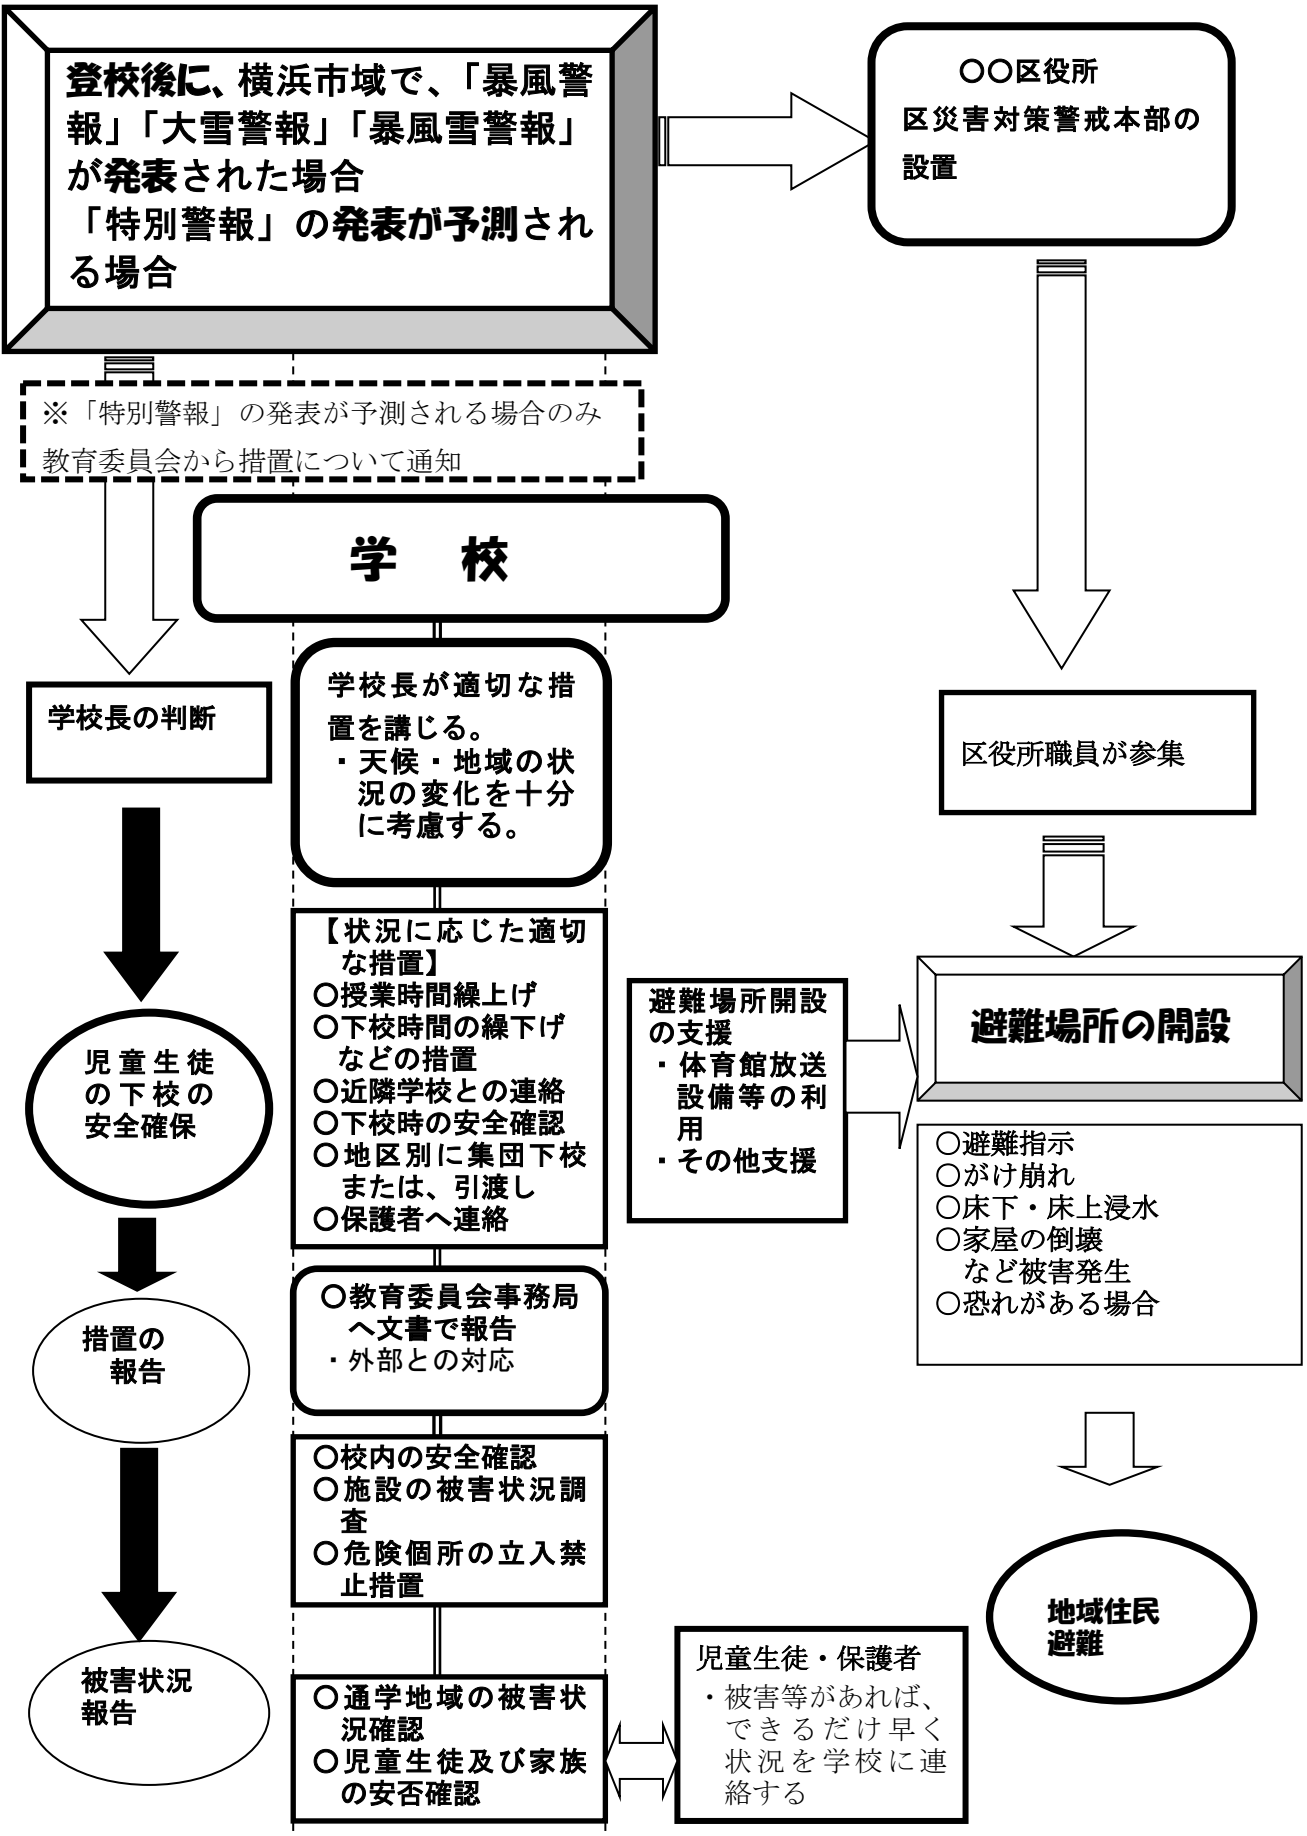 登校後に、横浜市域で、「暴風警
報」「大雪警報」「暴風雪警報」
が発表された場合
「特別警報」の発表が予測され
る場合
〇〇区役所
区災害対策警戒本部の
設置
※「特別警報」の発表が予測される場合のみ
教育委員会から措置について通知
学　校
学校長の判断
学校長が適切な措
置を講じる。
・天候・地域の状
況の変化を十分
に考慮する。
区役所職員が参集
【状況に応じた適切
な措置】
〇授業時間繰上げ
〇下校時間の繰下げ
などの措置
〇近隣学校との連絡
〇下校時の安全確認
〇地区別に集団下校
または、引渡し
〇保護者へ連絡
避難場所開設
の支援
・体育館放送
設備等の利
用
・その他支援
避難場所の開設
児童生徒
の下校の
安全確保
〇避難指示
〇がけ崩れ
〇床下・床上浸水
〇家屋の倒壊
など被害発生
〇恐れがある場合
措置の
報告
〇教育委員会事務局
へ文書で報告
・外部との対応
〇校内の安全確認
〇施設の被害状況調
査
〇危険個所の立入禁
止措置
地域住民
避難
被害状況
報告
〇通学地域の被害状
況確認
〇児童生徒及び家族
の安否確認
児童生徒・保護者
・被害等があれば、
できるだけ早く
状況を学校に連
絡する